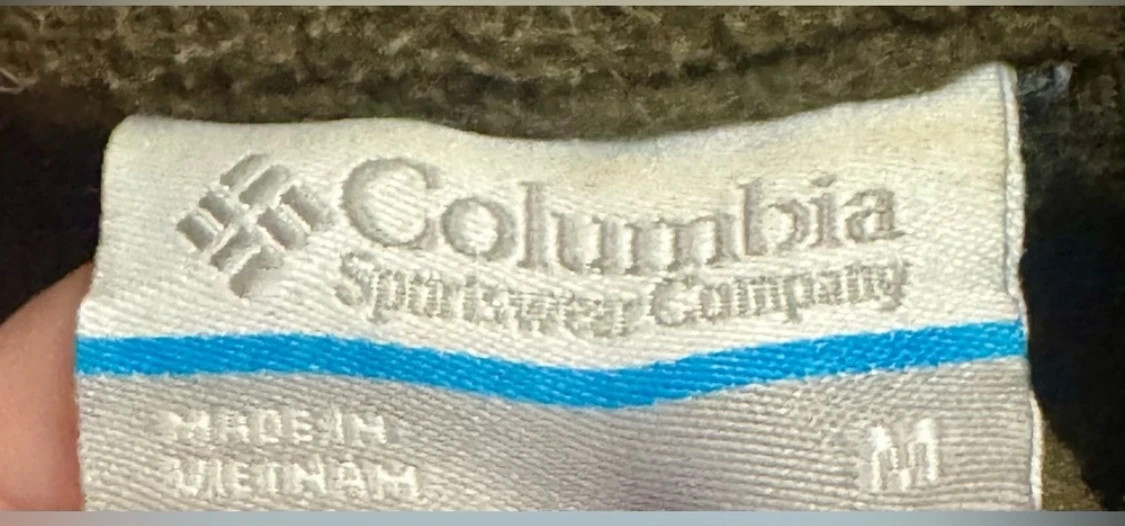 Columbia
Sportswear Company
MADE IN
VIETNAM
M